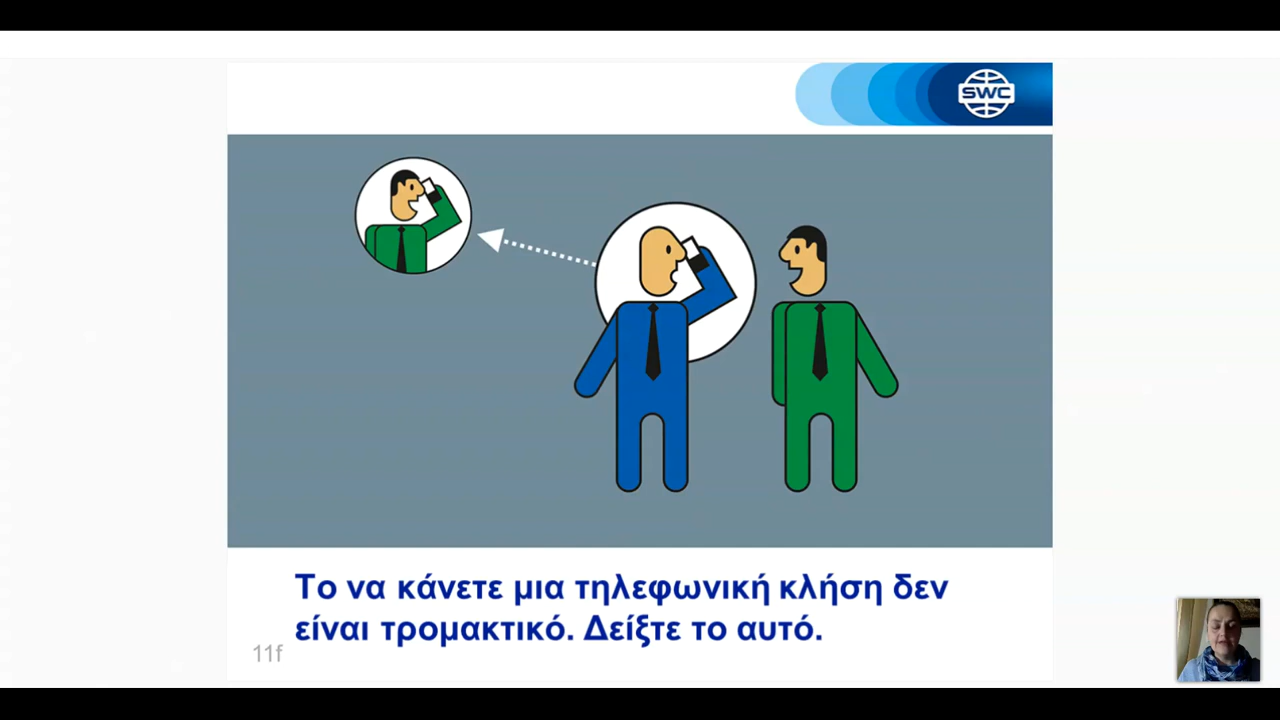 SWC
Το να κάνετε μια τηλεφωνική κλήση δεν
είναι τρομακτικό. Δείξτε το αυτό.
11f